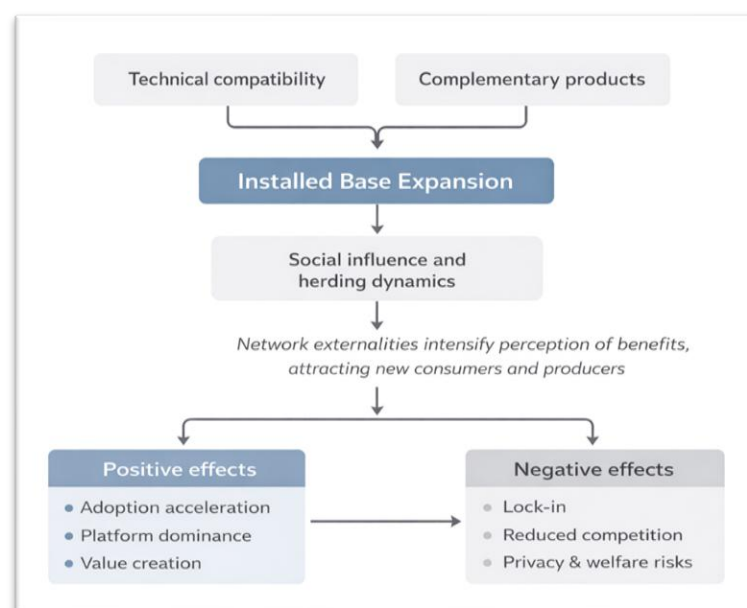 Technical compatibility
Complementary products
Installed Base Expansion
Social influence and
herding dynamics
Network externalities intensify perception of benefits,
attracting new consumers and producers
Positive effects
Adoption acceleration
Platform dominance
Value creation
Negative effects
Lock-in
Reduced competition
Privacy & welfare risks